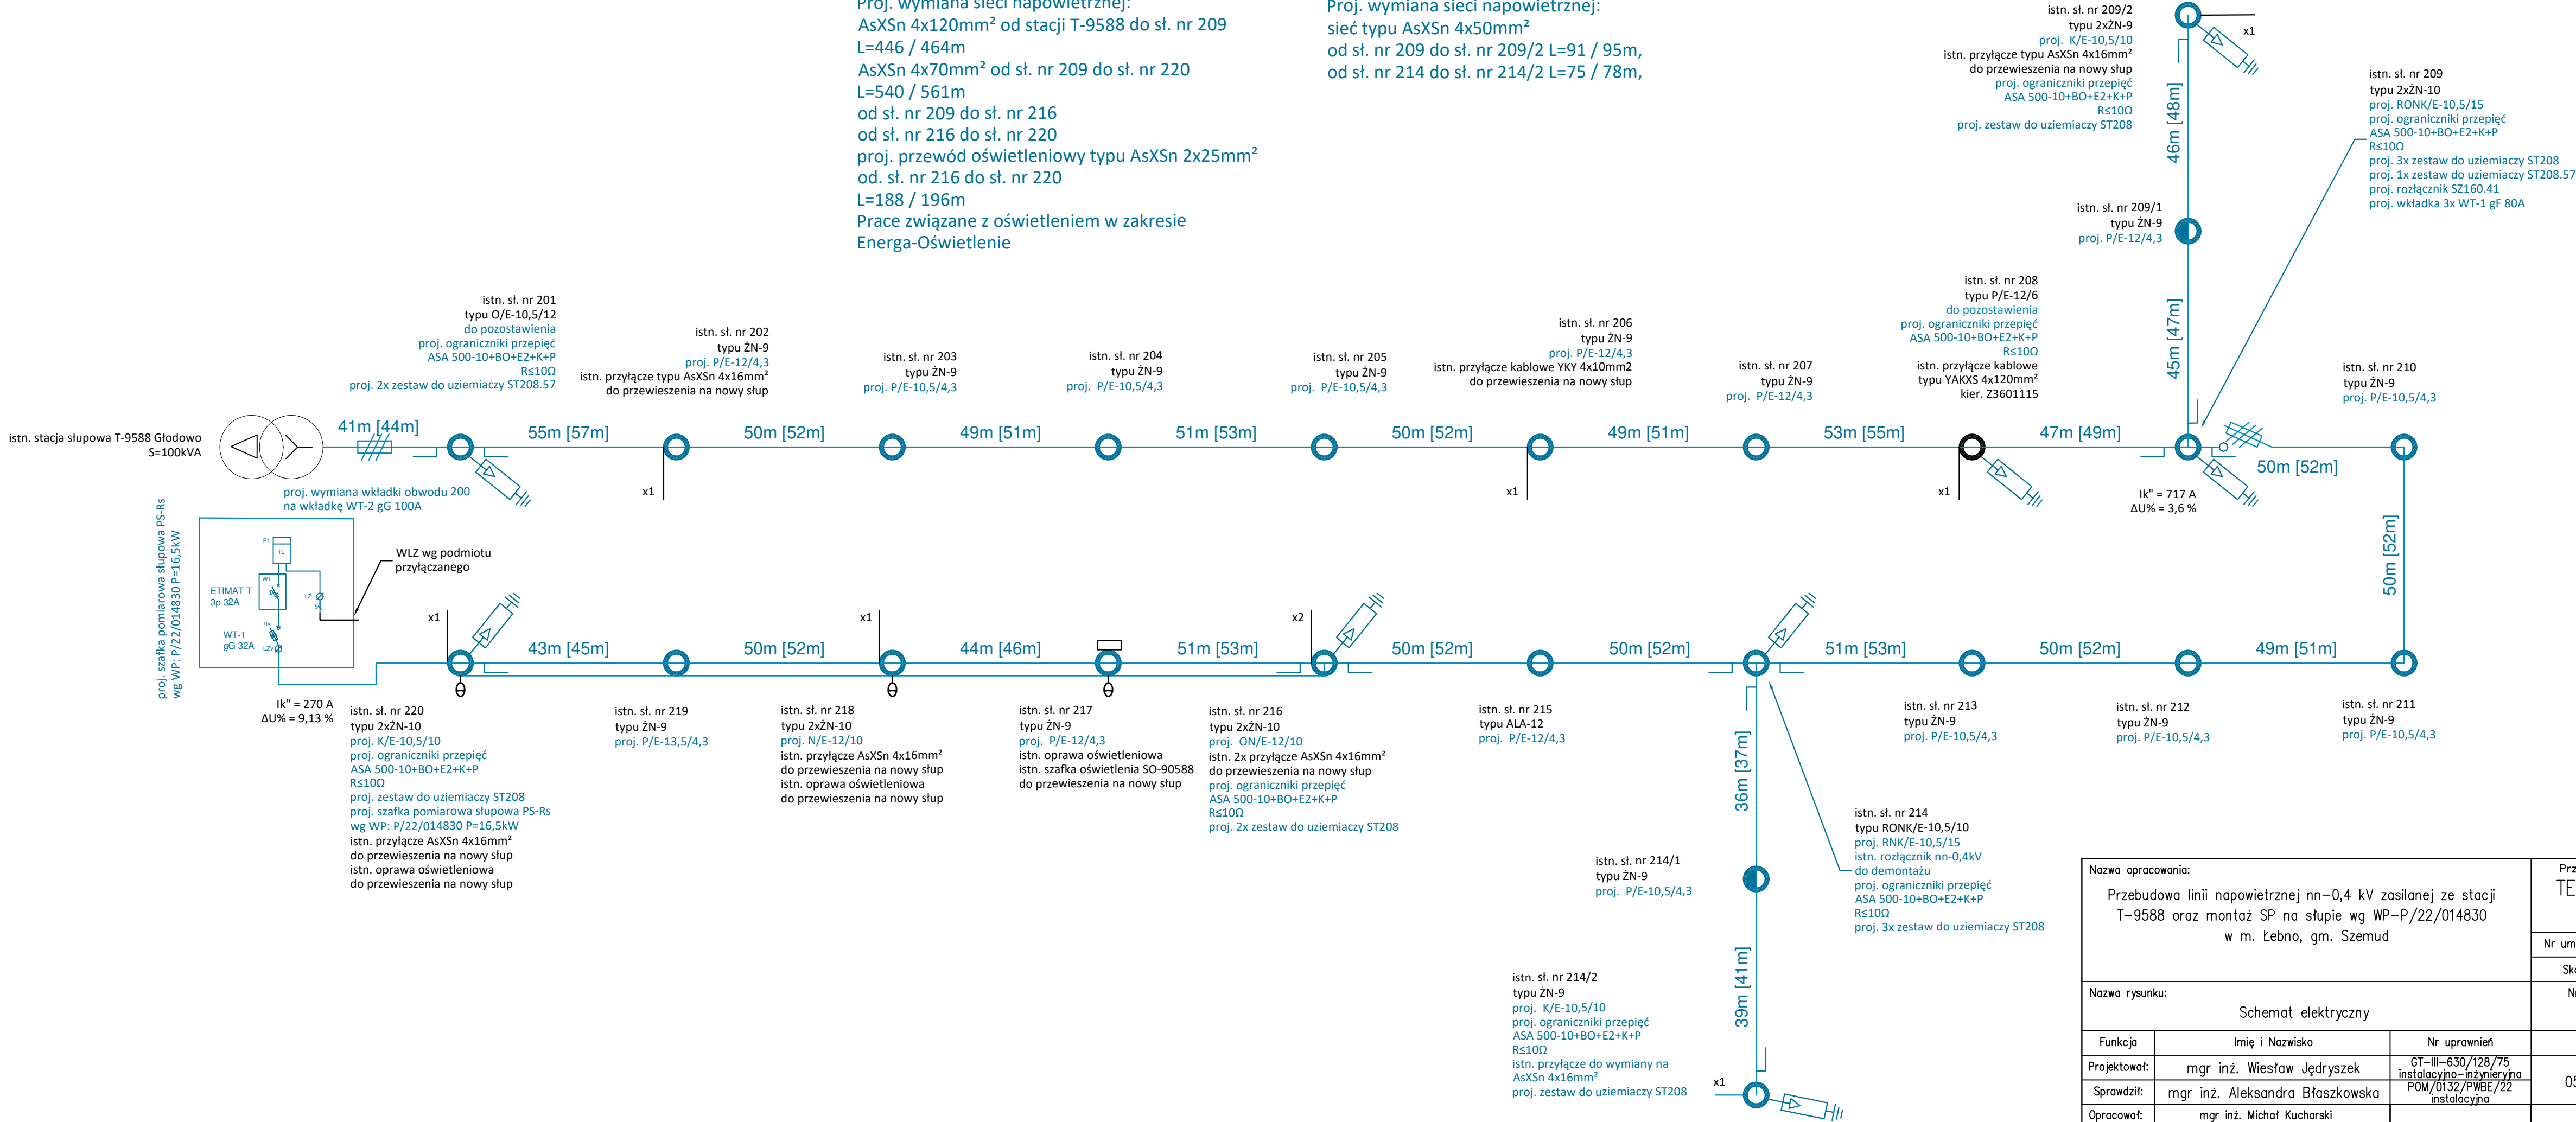 Proj. wymiana sieci napowietrznej:
AsXSn 4x120mm² od stacji T-9588 do sł. nr 209
L=446 / 464m
AsXSn 4x70mm² od sł. nr 209 do sł. nr 220
L=540 / 561m
od sł. nr 209 do sł. nr 216
od sł. nr 216 do sł. nr 220
proj. przewód oświetleniowy typu AsXSn 2x25mm²
od. sł. nr 216 do sł. nr 220
L=188 / 196m
Prace związane z oświetleniem w zakresie
Energa-Oświetlenie
Proj. wymiana sieci napowietrznej:
sieć typu AsXSn 4x50mm²
od sł. nr 209 do sł. nr 209/2 L=91 / 95m,
od sł. nr 214 do sł. nr 214/2 L=75 / 78m,
istn. sł. nr 209/2
typu 2xŻN-9
proj. K/E-10,5/10
istn. przyłącze typu AsXSn 4x16mm²
do przewieszenia na nowy słup
proj. ograniczniki przepięć
ASA 500-10+BO+E2+K+P
R≤10Ω
proj. zestaw do uziemiaczy ST208
x1
46m [48m]
istn. sł. nr 209
typu 2xŻN-10
proj. RONK/E-10,5/15
proj. ograniczniki przepięć
ASA 500-10+BO+E2+K+P
R≤10Ω
proj. 3x zestaw do uziemiaczy ST208
proj. 1x zestaw do uziemiaczy ST208.57
proj. rozłącznik SZ160.41
proj. wkładka 3x WT-1 gF 80A
istn. sł. nr 209/1
typu ŻN-9
proj. P/E-12/4,3
45m [47m]
istn. sł. nr 201
typu O/E-10,5/12
do pozostawienia
proj. ograniczniki przepięć
ASA 500-10+BO+E2+K+P
R≤10Ω
proj. 2x zestaw do uziemiaczy ST208.57
istn. sł. nr 202
typu ŻN-9
proj. P/E-12/4,3
istn. przyłącze typu AsXSn 4x16mm²
do przewieszenia na nowy słup
istn. sł. nr 203
typu ŻN-9
proj. P/E-10,5/4,3
istn. sł. nr 204
typu ŻN-9
proj. P/E-10,5/4,3
istn. sł. nr 205
typu ŻN-9
proj. P/E-10,5/4,3
istn. sł. nr 206
typu ŻN-9
proj. P/E-12/4,3
istn. przyłącze kablowe YKY 4x10mm2
do przewieszenia na nowy słup
istn. sł. nr 207
typu ŻN-9
proj. P/E-12/4,3
istn. sł. nr 208
typu P/E-12/6
do pozostawienia
proj. ograniczniki przepięć
ASA 500-10+BO+E2+K+P
R≤10Ω
istn. przyłącze kablowe
typu YAKXS 4x120mm²
kier. Z3601115
istn. sł. nr 210
typu ŻN-9
proj. P/E-10,5/4,3
istn. stacja słupowa T-9588 Głodowo
S=100kVA
41m [44m]
55m [57m]
50m [52m]
49m [51m]
51m [53m]
50m [52m]
49m [51m]
53m [55m]
47m [49m]
50m [52m]
x1
x1
x1
Ik" = 717 A
ΔU% = 3,6 %
50m [52m]
proj. wymiana wkładki obwodu 200
na wkładkę WT-2 gG 100A
proj. szafka pomiarowa słupowa PS-Rs
wg WP: P/22/014830 P=16,5kW
P1
TL
W1
ETIMAT T
3p 32A
LZ
Rs
WT-1
gG 32A
LZV
WLZ wg podmiotu
przyłączanego
Ik" = 270 A
ΔU% = 9,13 %
x1
x1
x2
43m [45m]
50m [52m]
44m [46m]
51m [53m]
50m [52m]
50m [52m]
51m [53m]
50m [52m]
49m [51m]
istn. sł. nr 220
typu 2xŻN-10
proj. K/E-10,5/10
proj. ograniczniki przepięć
ASA 500-10+BO+E2+K+P
R≤10Ω
proj. zestaw do uziemiaczy ST208
proj. szafka pomiarowa słupowa PS-Rs
wg WP: P/22/014830 P=16,5kW
istn. przyłącze AsXSn 4x16mm²
do przewieszenia na nowy słup
istn. oprawa oświetleniowa
do przewieszenia na nowy słup
istn. sł. nr 219
typu ŻN-9
proj. P/E-13,5/4,3
istn. sł. nr 218
typu 2xŻN-10
proj. N/E-12/10
istn. przyłącze AsXSn 4x16mm²
do przewieszenia na nowy słup
istn. oprawa oświetleniowa
do przewieszenia na nowy słup
istn. sł. nr 217
typu ŻN-9
proj. P/E-12/4,3
istn. oprawa oświetleniowa
istn. szafka oświetlenia SO-90588
do przewieszenia na nowy słup
istn. sł. nr 216
typu 2xŻN-10
proj. ON/E-12/10
istn. 2x przyłącze AsXSn 4x16mm²
do przewieszenia na nowy słup
proj. ograniczniki przepięć
ASA 500-10+BO+E2+K+P
R≤10Ω
proj. 2x zestaw do uziemiaczy ST208
istn. sł. nr 215
typu ALA-12
proj. P/E-12/4,3
istn. sł. nr 213
typu ŻN-9
proj. P/E-10,5/4,3
istn. sł. nr 212
typu ŻN-9
proj. P/E-10,5/4,3
istn. sł. nr 211
typu ŻN-9
proj. P/E-10,5/4,3
36m [37m]
istn. sł. nr 214
typu RONK/E-10,5/10
proj. RNK/E-10,5/15
istn. rozłącznik nn-0,4kV
do demontażu
proj. ograniczniki przepięć
ASA 500-10+BO+E2+K+P
R≤10Ω
proj. 3x zestaw do uziemiaczy ST208
istn. sł. nr 214/1
typu ŻN-9
proj. P/E-10,5/4,3
39m [41m]
istn. sł. nr 214/2
typu ŻN-9
proj. K/E-10,5/10
proj. ograniczniki przepięć
ASA 500-10+BO+E2+K+P
R≤10Ω
istn. przyłącze do wymiany na
AsXSn 4x16mm²
proj. zestaw do uziemiaczy ST208
x1
Nazwa opracowania:
Przebudowa linii napowietrznej nn-0,4 kV zasilanej ze stacji
T-9588 oraz montaż SP na słupie wg WP-P/22/014830
w m. Łebno, gm. Szemud
Nazwa rysunku:
Schemat elektryczny
Funkcja Imię i Nazwisko Nr uprawnień
Projektował: mgr inż. Wiesław Jędryszek GT-III-630/128/75
instalacyjno-inżynieryjna
Sprawdził: mgr inż. Aleksandra Błaszkowska POM/0132/PWBE/22
instalacyjna
Opracował: mgr inż. Michał Kucharski